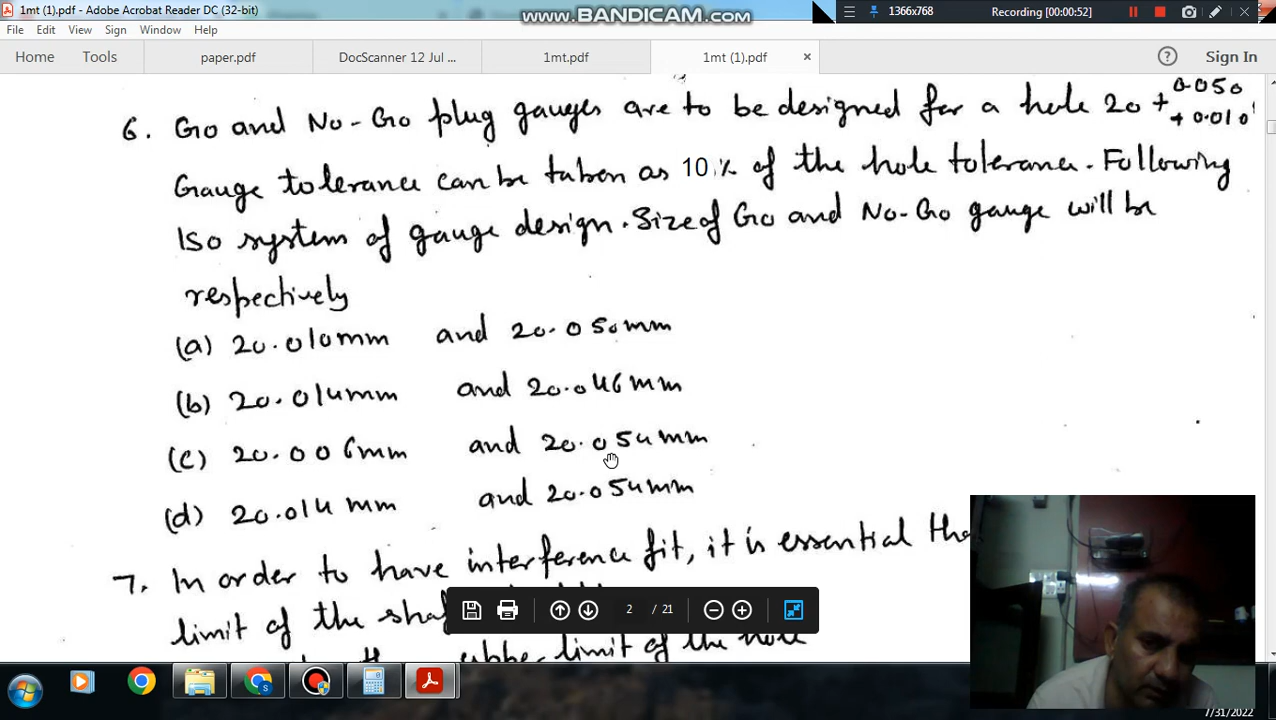 1mt (1).pdf - Adobe Acrobat Reader DC (32-bit)
www.BANDICAM.com
1366x768
Recording [00:00:52]
File Edit View Sign Window Help
Home Tools paper.pdf DocScanner 12 Jul ... 1mt.pdf 1mt (1).pdf × Sign In
6. Go and No-Go plug gauges are to be designed for a hole 20 +0.050 +0.010
Gauge tolerance can be taken as 10 % of the hole tolerance. Following
ISO system of gauge design. Size of Go and No-Go gauge will be
respectively
(a) 20.010mm and 20.050mm
(b) 20.014mm and 20.046mm
(c) 20.006mm and 20.054mm
(d) 20.014 mm and 20.054mm
7. In order to have interference fit, it is essential
limit of the
limit of the hole
2 / 21
7/31/2022